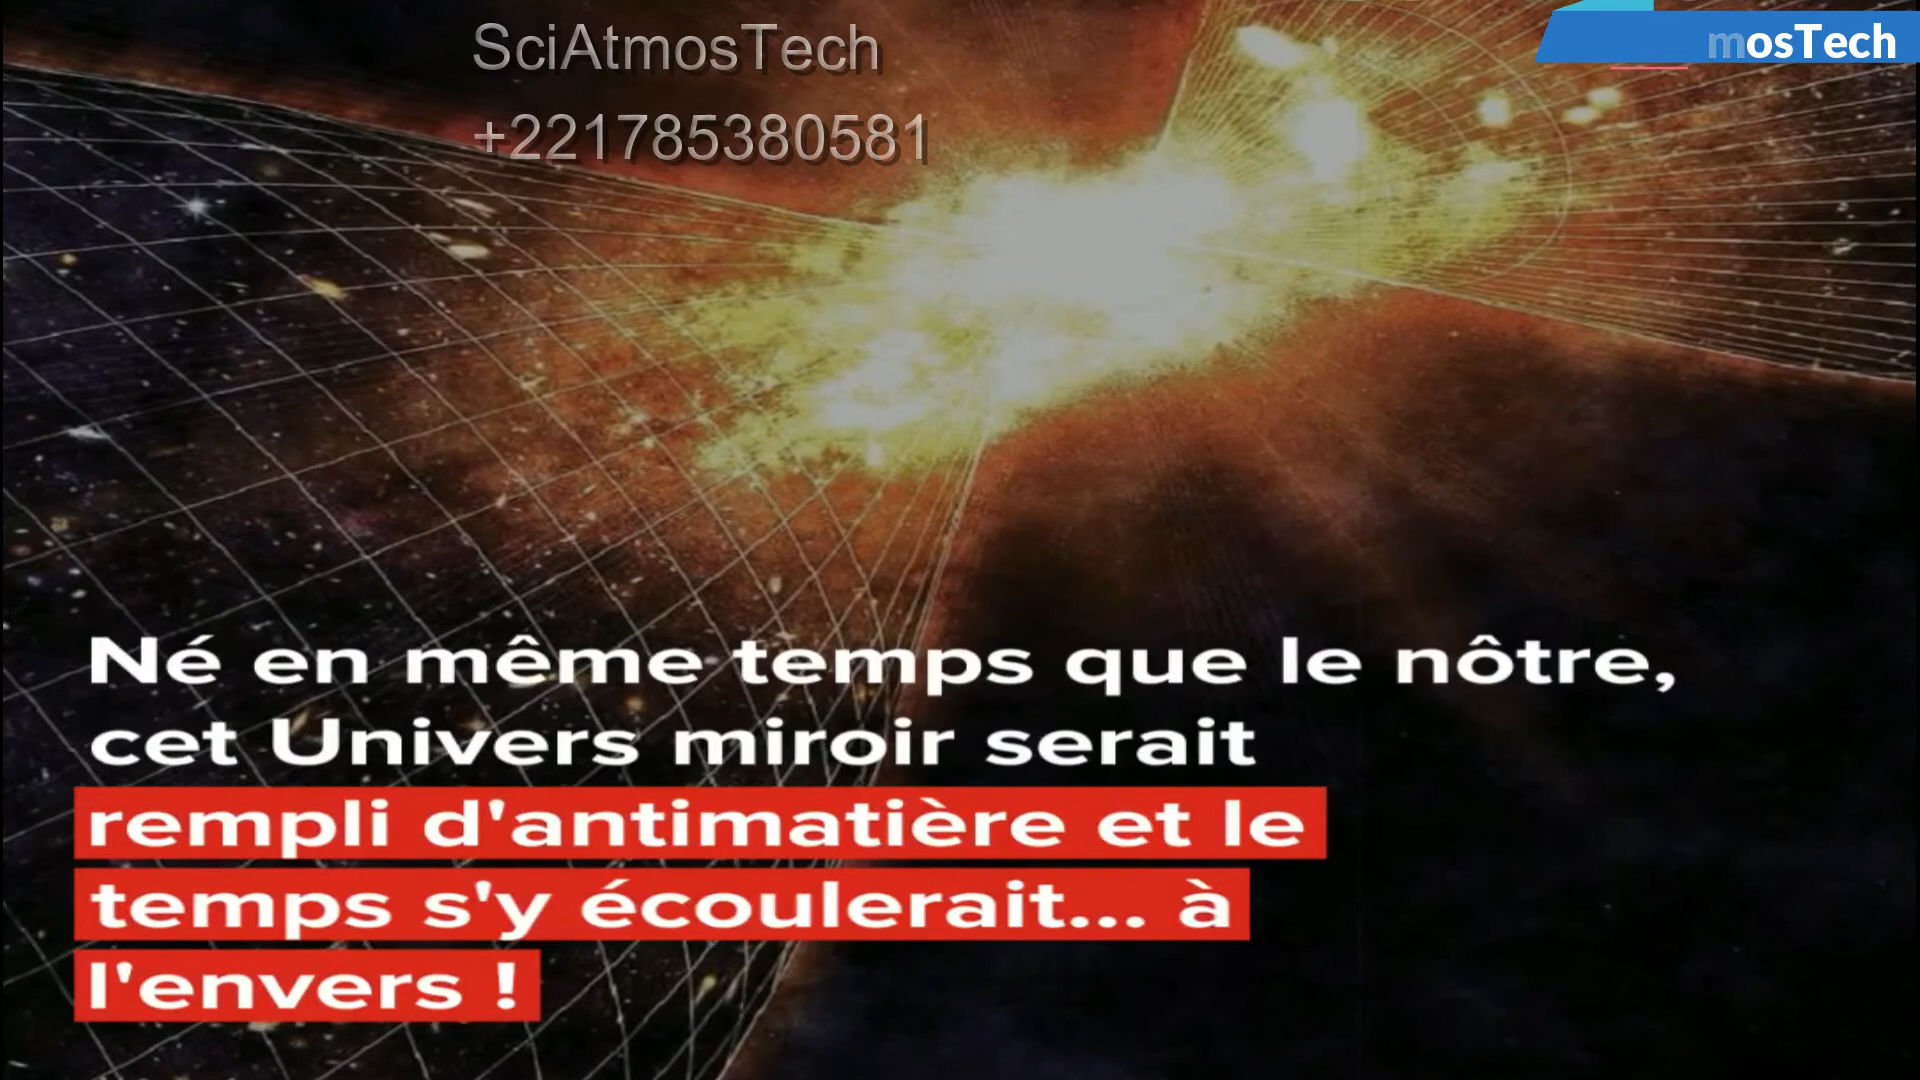 SciAtmosTech
+221785380581
mosTech
Né en même temps que le nôtre,
cet Univers miroir serait
rempli d'antimatière et le
temps s'y écoulerait... à
l'envers !